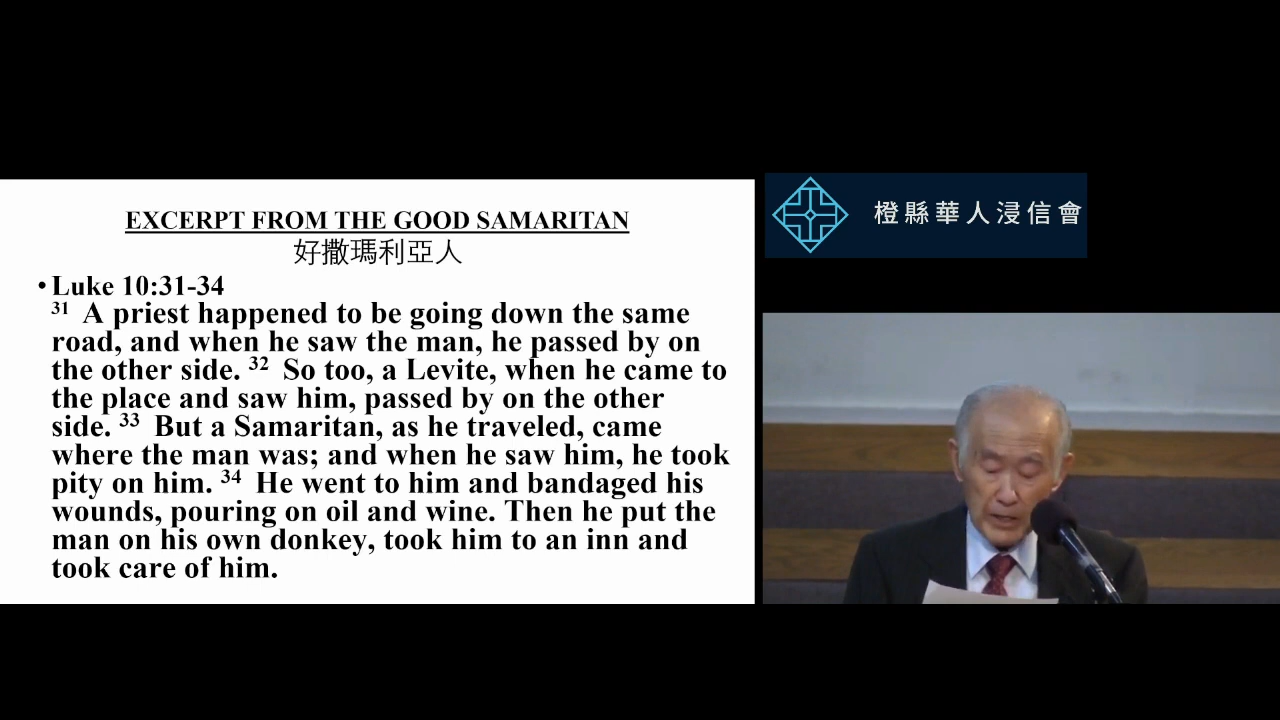 EXCERPT FROM THE GOOD SAMARITAN
好撒瑪利亞人
• Luke 10:31-34
31 A priest happened to be going down the same
road, and when he saw the man, he passed by on
the other side. 32 So too, a Levite, when he came to
the place and saw him, passed by on the other
side. 33 But a Samaritan, as he traveled, came
where the man was; and when he saw him, he took
pity on him. 34 He went to him and bandaged his
wounds, pouring on oil and wine. Then he put the
man on his own donkey, took him to an inn and
took care of him.
橙縣華人浸信會